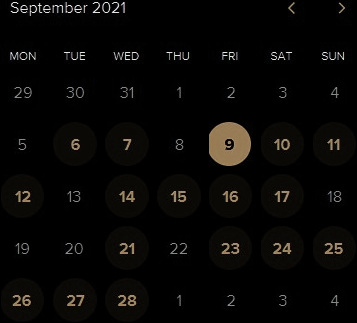 September 2021
MON TUE WED THU FRI SAT SUN
29 30 31 1 2 3 4
5 6 7 8 9 10 11
12 13 14 15 16 17 18
19 20 21 22 23 24 25
26 27 28 1 2 3 4